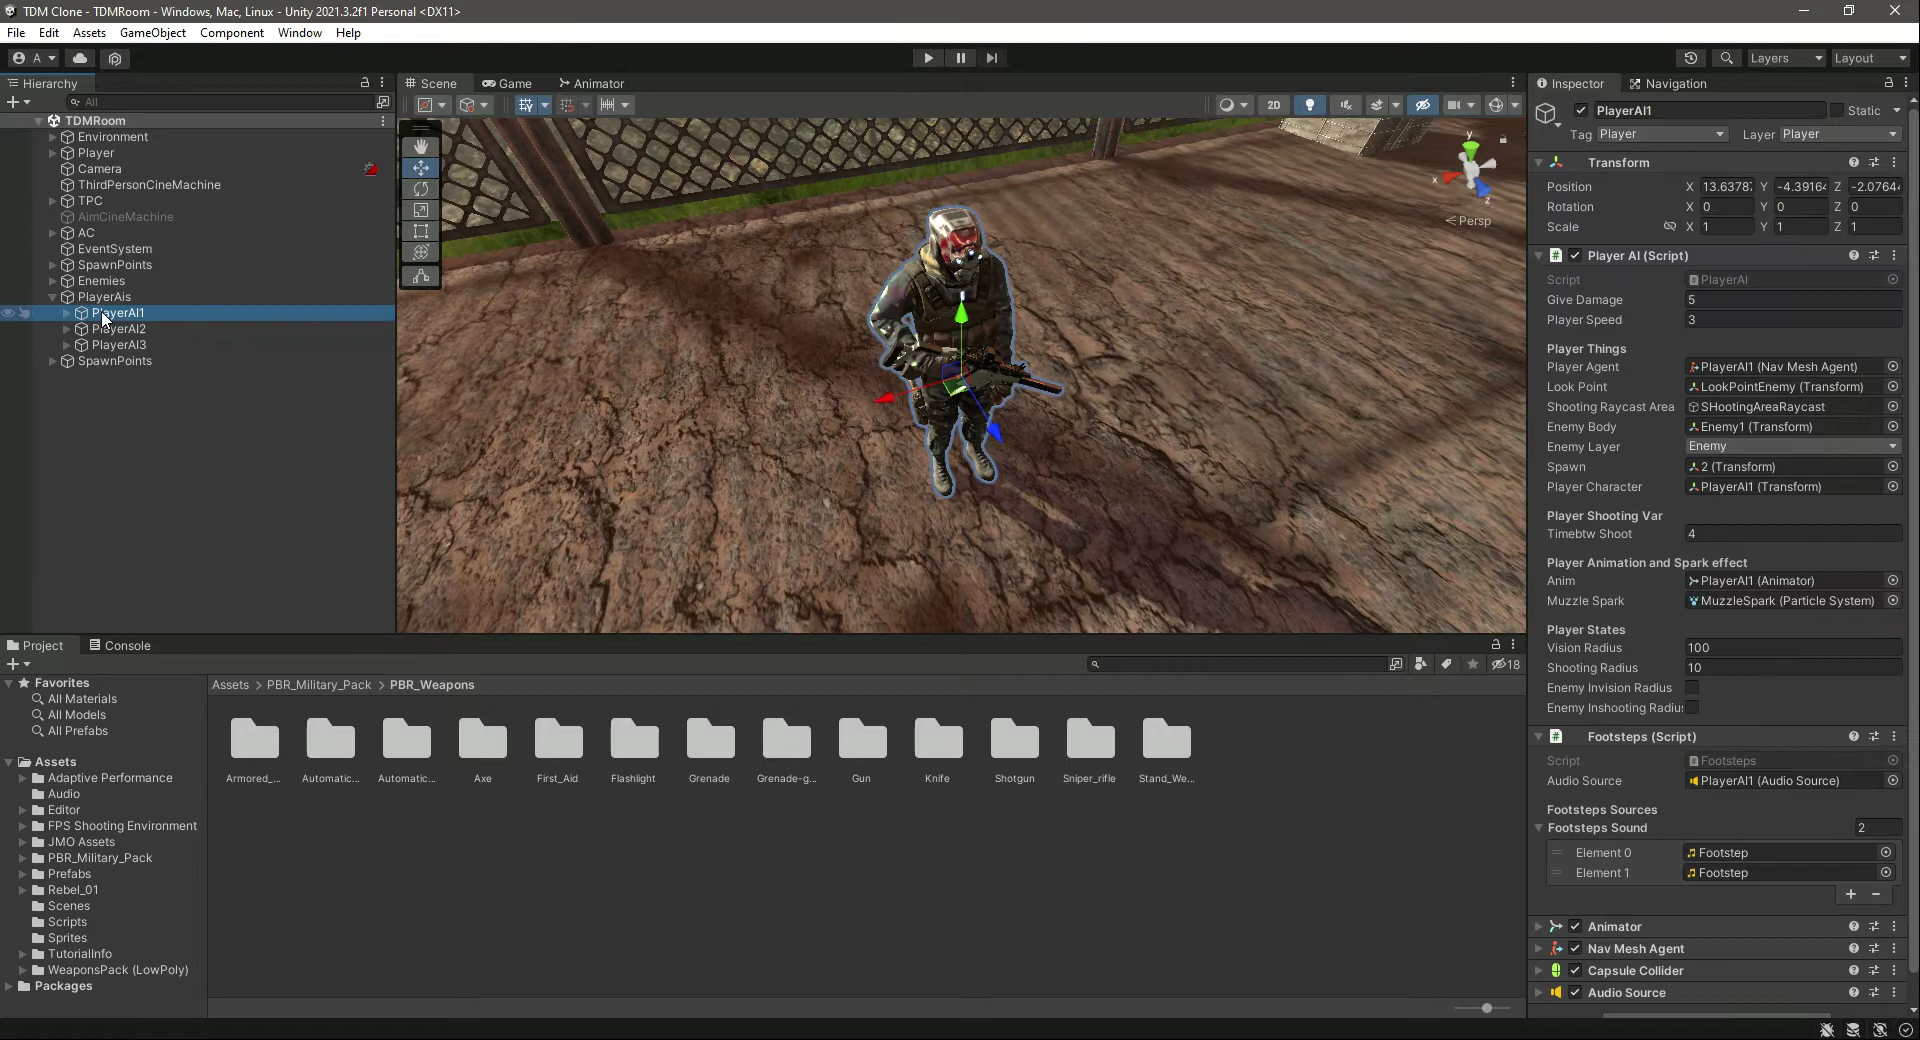 TDM Clone - TDMRoom - Windows, Mac, Linux - Unity 2021.3.2f1 Personal <DX11>
File Edit Assets GameObject Component Window Help
A
Layers
Layout
Hierarchy
All
TDMRoom
Environment
Player
Camera
ThirdPersonCineMachine
TPC
AimCineMachine
AC
EventSystem
SpawnPoints
Enemies
PlayerAis
PlayerAI1
PlayerAI2
PlayerAI3
SpawnPoints
Scene Game Animator
2D
y
x
z
< Persp
Inspector Navigation
PlayerAI1 Static
Tag Player Layer Player
Transform
Position X 13.6378 Y -4.3916 Z -2.0764
Rotation X 0 Y 0 Z 0
Scale X 1 Y 1 Z 1
# Player AI (Script)
Script PlayerAI
Give Damage 5
Player Speed 3
Player Things
Player Agent PlayerAI1 (Nav Mesh Agent)
Look Point LookPointEnemy (Transform)
Shooting Raycast Area SHootingAreaRaycast
Enemy Body Enemy1 (Transform)
Enemy Layer Enemy
Spawn 2 (Transform)
Player Character PlayerAI1 (Transform)
Player Shooting Var
Timebtw Shoot 4
Player Animation and Spark effect
Anim PlayerAI1 (Animator)
Muzzle Spark MuzzleSpark (Particle System)
Player States
Vision Radius 100
Shooting Radius 10
Enemy Invision Radius
Enemy Inshooting Radiu
# Footsteps (Script)
Script Footsteps
Audio Source PlayerAI1 (Audio Source)
Footsteps Sources
Footsteps Sound 2
Element 0 Footstep
Element 1 Footstep
+ -
Animator
Nav Mesh Agent
Capsule Collider
Audio Source
Project Console
18
Favorites
All Materials
All Models
All Prefabs
Assets
Adaptive Performance
Audio
Editor
FPS Shooting Environment
JMO Assets
PBR_Military_Pack
Prefabs
Rebel_01
Scenes
Scripts
Sprites
TutorialInfo
WeaponsPack (LowPoly)
Packages
Assets > PBR_Military_Pack > PBR_Weapons
Armored_... Automatic... Automatic... Axe First_Aid Flashlight Grenade Grenade-g... Gun Knife Shotgun Sniper_rifle Stand_We...